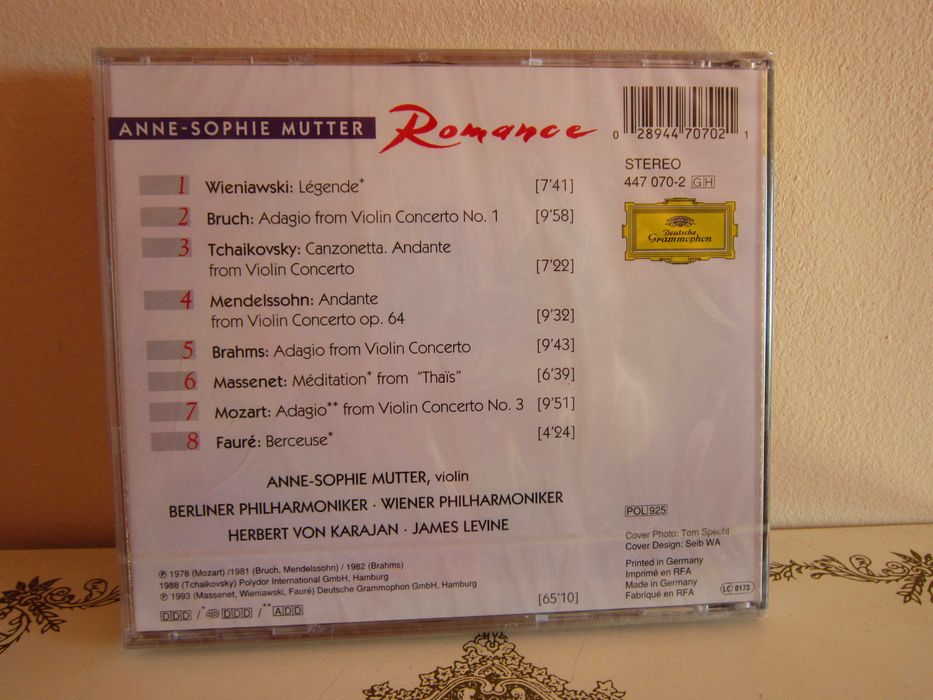 ANNE-SOPHIE MUTTER Romance
0 28944 70702 1
STEREO
447 070-2 GH
Deutsche
Grammophon
1 Wieniawski: Légende* [7'41]
2 Bruch: Adagio from Violin Concerto No. 1 [9'58]
3 Tchaikovsky: Canzonetta. Andante
from Violin Concerto [7'22]
4 Mendelssohn: Andante
from Violin Concerto op. 64 [9'32]
5 Brahms: Adagio from Violin Concerto [9'43]
6 Massenet: Méditation* from "Thaïs" [6'39]
7 Mozart: Adagio** from Violin Concerto No. 3 [9'51]
8 Fauré: Berceuse* [4'24]
ANNE-SOPHIE MUTTER, violin
BERLINER PHILHARMONIKER · WIENER PHILHARMONIKER
HERBERT VON KARAJAN · JAMES LEVINE
℗ 1978 (Mozart) /1981 (Bruch, Mendelssohn) / 1982 (Brahms)
1988 (Tchaikovsky) Polydor International GmbH, Hamburg
℗ 1993 (Massenet, Wieniawski, Fauré) Deutsche Grammophon GmbH, Hamburg
DDD / *4D DDD / **ADD
[65'10]
POL 925
Cover Photo: Tom Specht
Cover Design: Seib WA
Printed in Germany
Imprimé en RFA
Made in Germany
Fabriqué en RFA
LC 0173